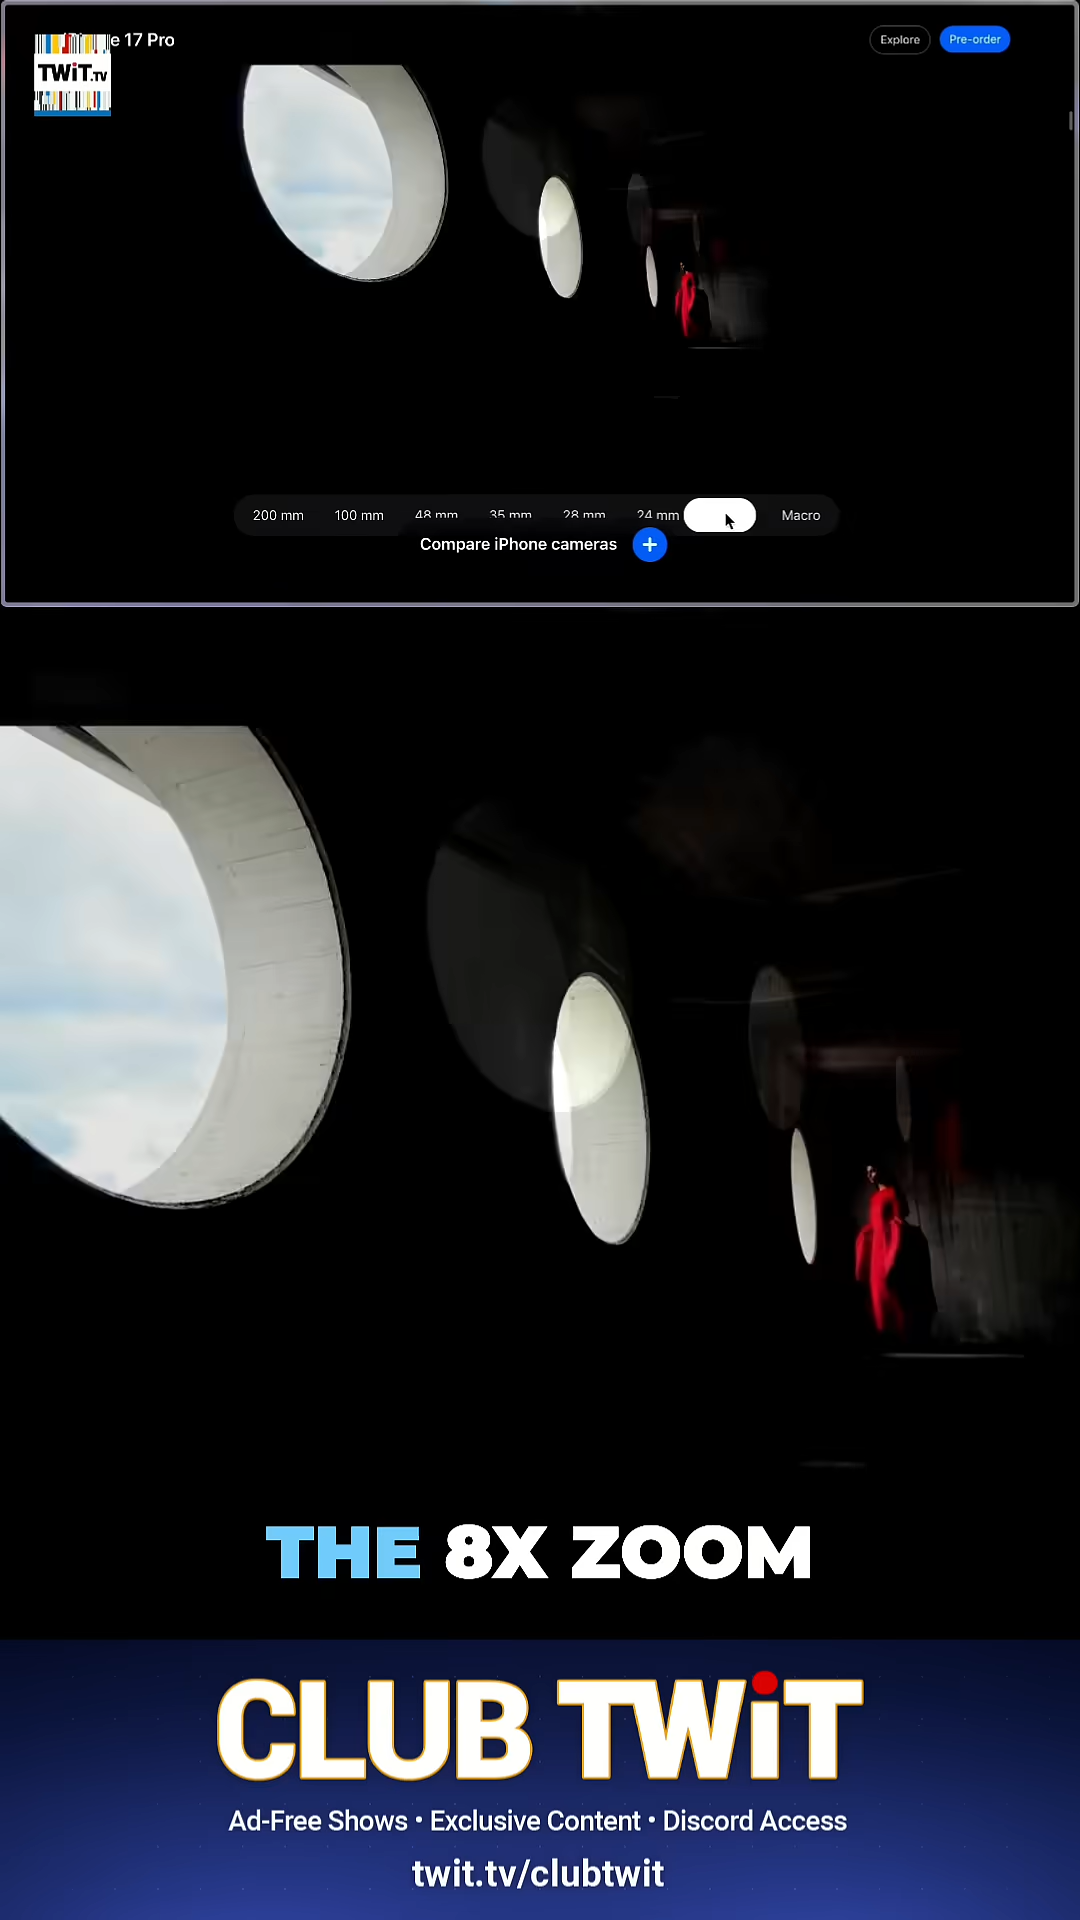 e 17 Pro
Explore
Pre-order
TWiT.TV
200 mm 100 mm 48 mm 35 mm 28 mm 24 mm Macro
Compare iPhone cameras
THE 8X ZOOM
CLUB TWiT
Ad-Free Shows • Exclusive Content • Discord Access
twit.tv/clubtwit